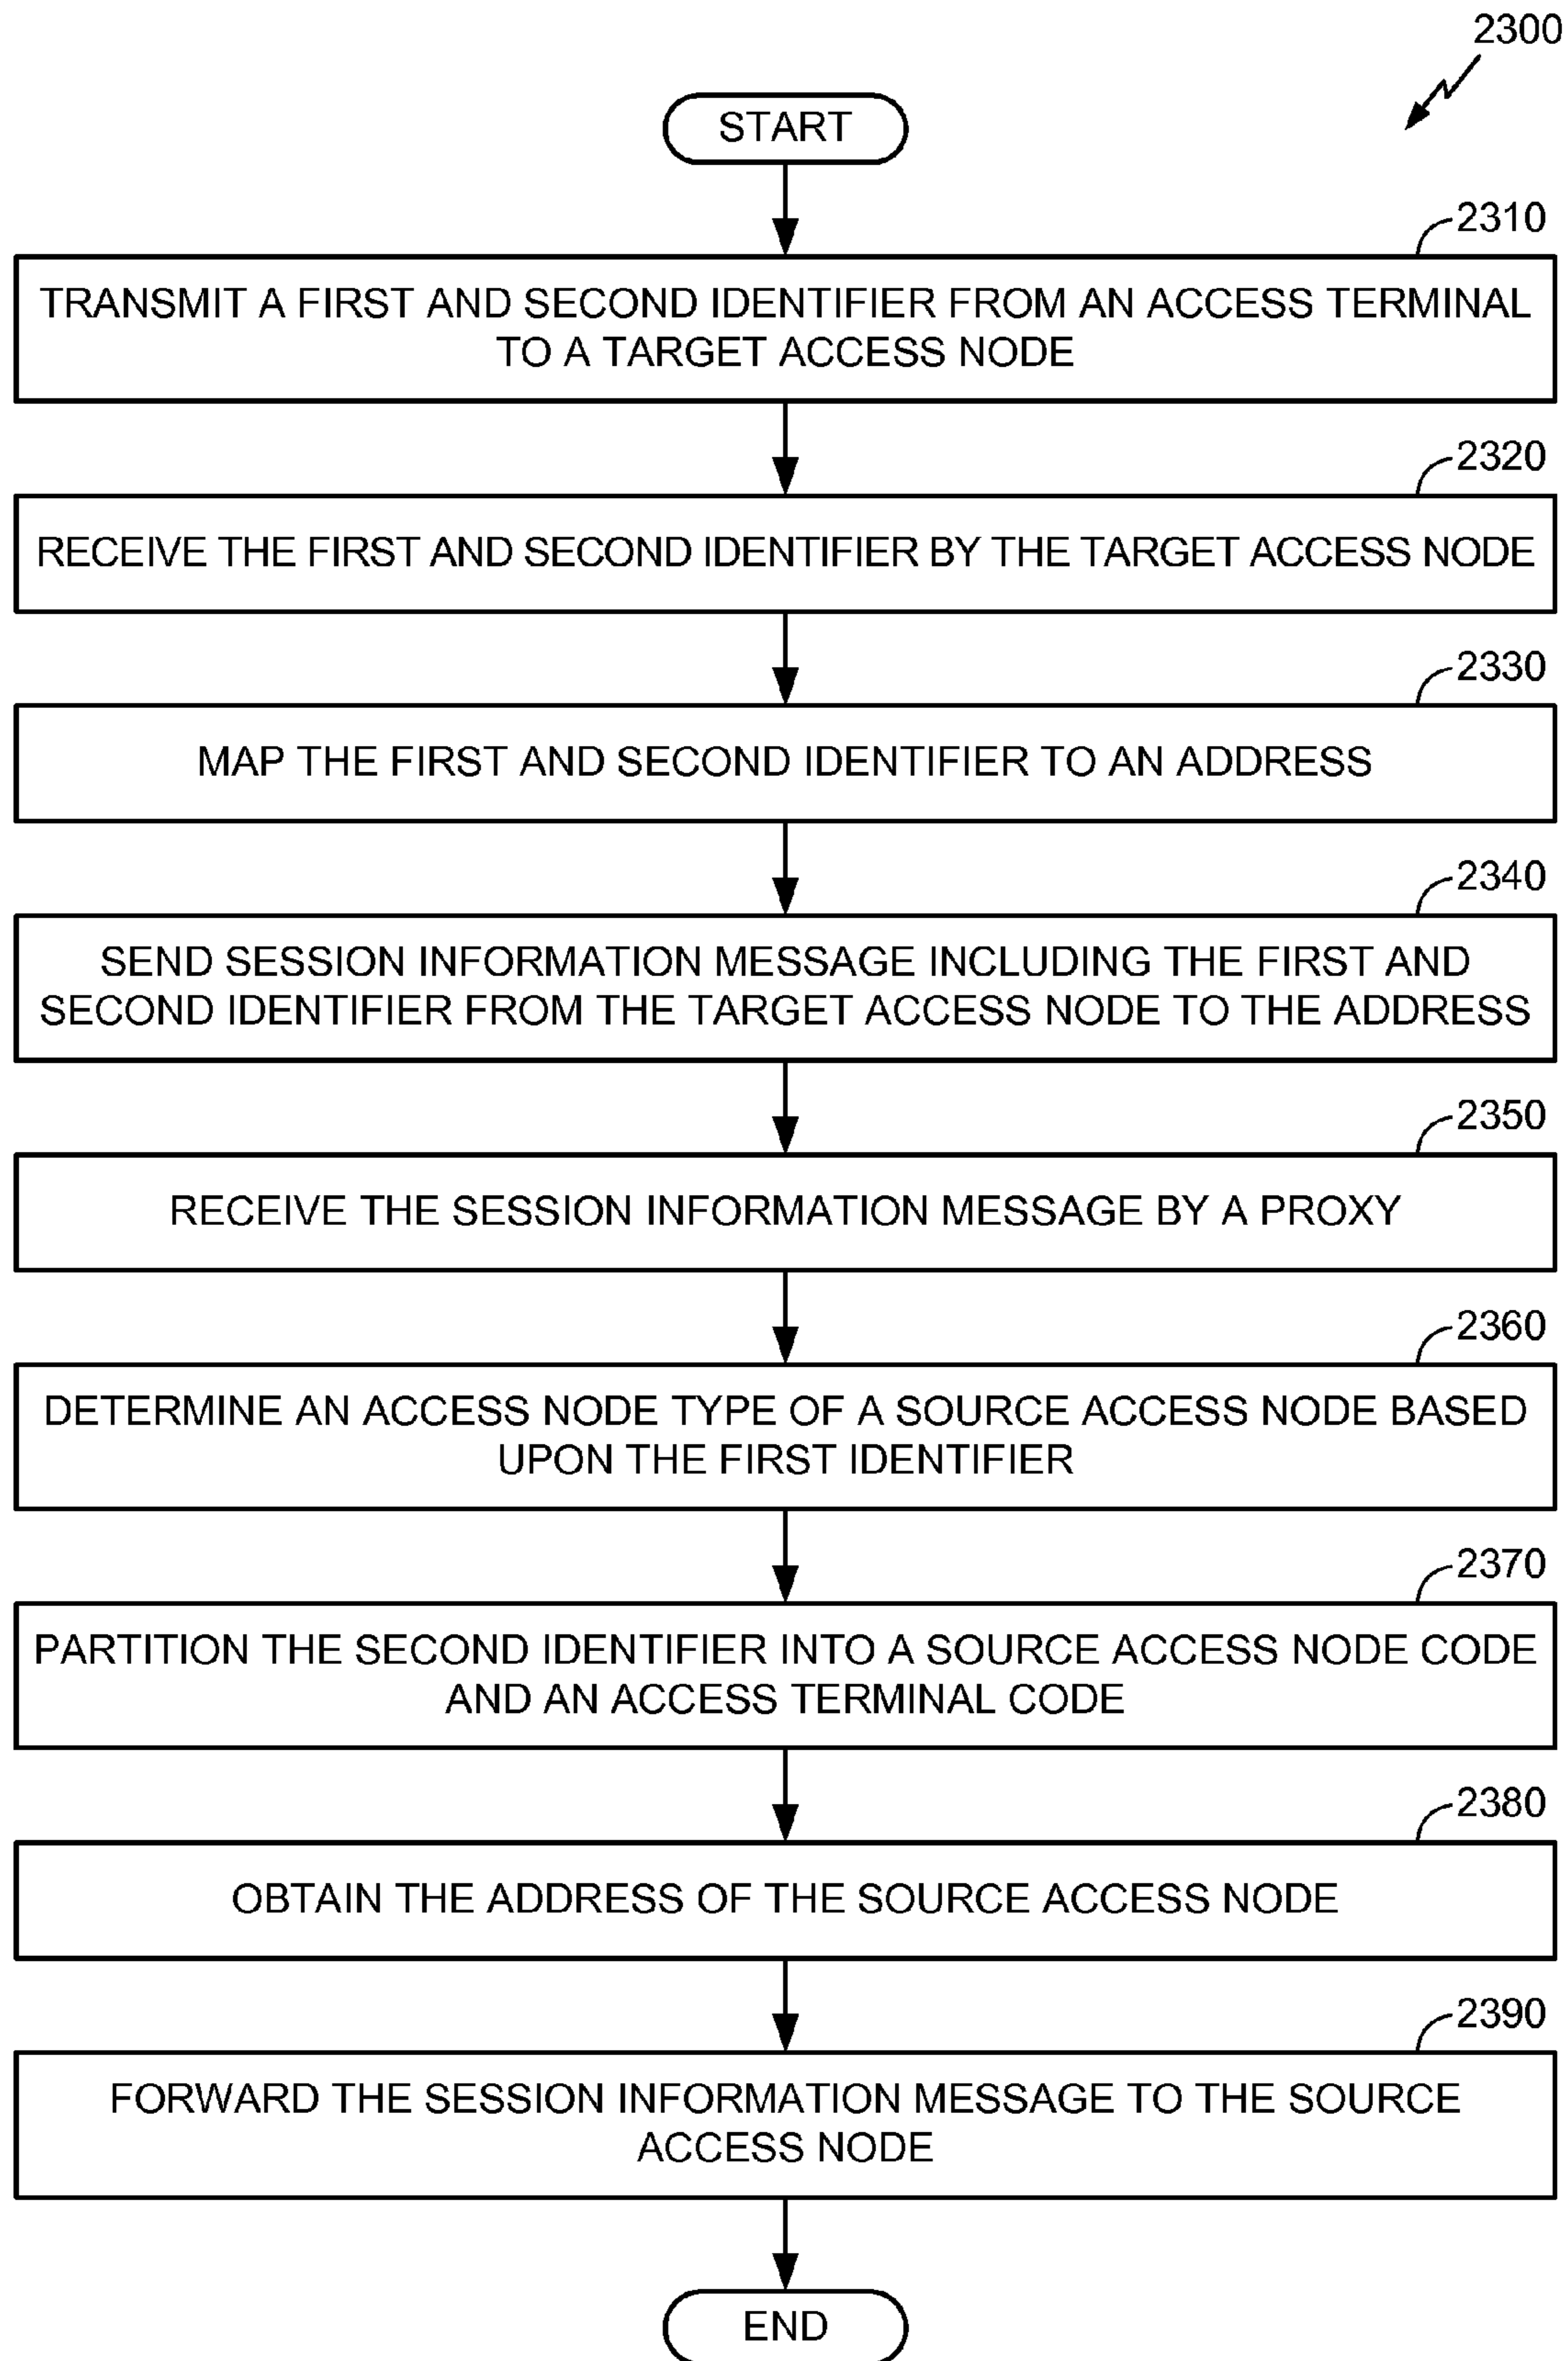 2300
START
2310
TRANSMIT A FIRST AND SECOND IDENTIFIER FROM AN ACCESS TERMINAL
TO A TARGET ACCESS NODE
2320
RECEIVE THE FIRST AND SECOND IDENTIFIER BY THE TARGET ACCESS NODE
2330
MAP THE FIRST AND SECOND IDENTIFIER TO AN ADDRESS
2340
SEND SESSION INFORMATION MESSAGE INCLUDING THE FIRST AND
SECOND IDENTIFIER FROM THE TARGET ACCESS NODE TO THE ADDRESS
2350
RECEIVE THE SESSION INFORMATION MESSAGE BY A PROXY
2360
DETERMINE AN ACCESS NODE TYPE OF A SOURCE ACCESS NODE BASED
UPON THE FIRST IDENTIFIER
2370
PARTITION THE SECOND IDENTIFIER INTO A SOURCE ACCESS NODE CODE
AND AN ACCESS TERMINAL CODE
2380
OBTAIN THE ADDRESS OF THE SOURCE ACCESS NODE
2390
FORWARD THE SESSION INFORMATION MESSAGE TO THE SOURCE
ACCESS NODE
END